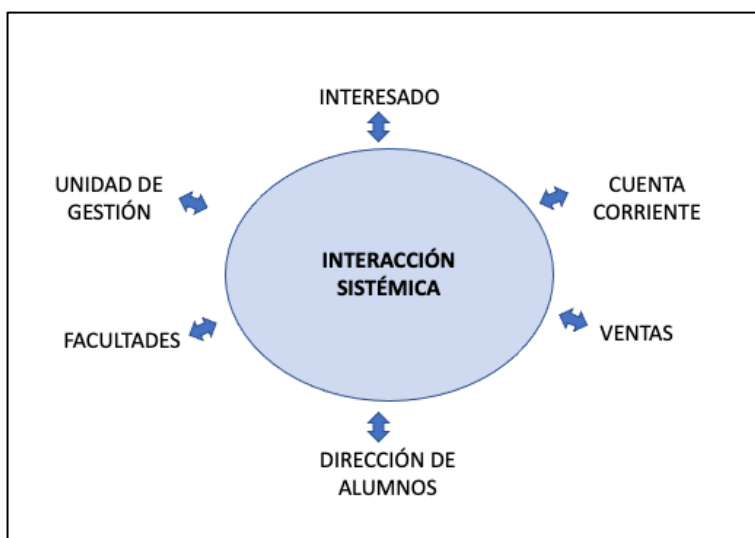 INTERESADO
UNIDAD DE
GESTIÓN
CUENTA
CORRIENTE
INTERACCIÓN
SISTÉMICA
FACULTADES
VENTAS
DIRECCIÓN DE
ALUMNOS